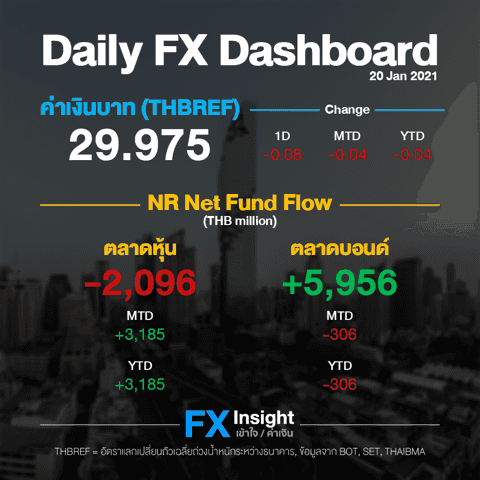 Daily FX Dashboard
20 Jan 2021
ค่าเงินบาท (THBREF)
Change
29.975
1D MTD YTD
-0.08 -0.04 -0.04
NR Net Fund Flow
(THB million)
ตลาดหุ้น ตลาดบอนด์
-2,096 +5,956
MTD MTD
+3,185 -306
YTD YTD
+3,185 -306
FX Insight
เข้าใจ / ค่าเงิน
THBREF = อัตราแลกเปลี่ยนถัวเฉลี่ยถ่วงน้ำหนักระหว่างธนาคาร, ข้อมูลจาก BOT, SET, THAIBMA